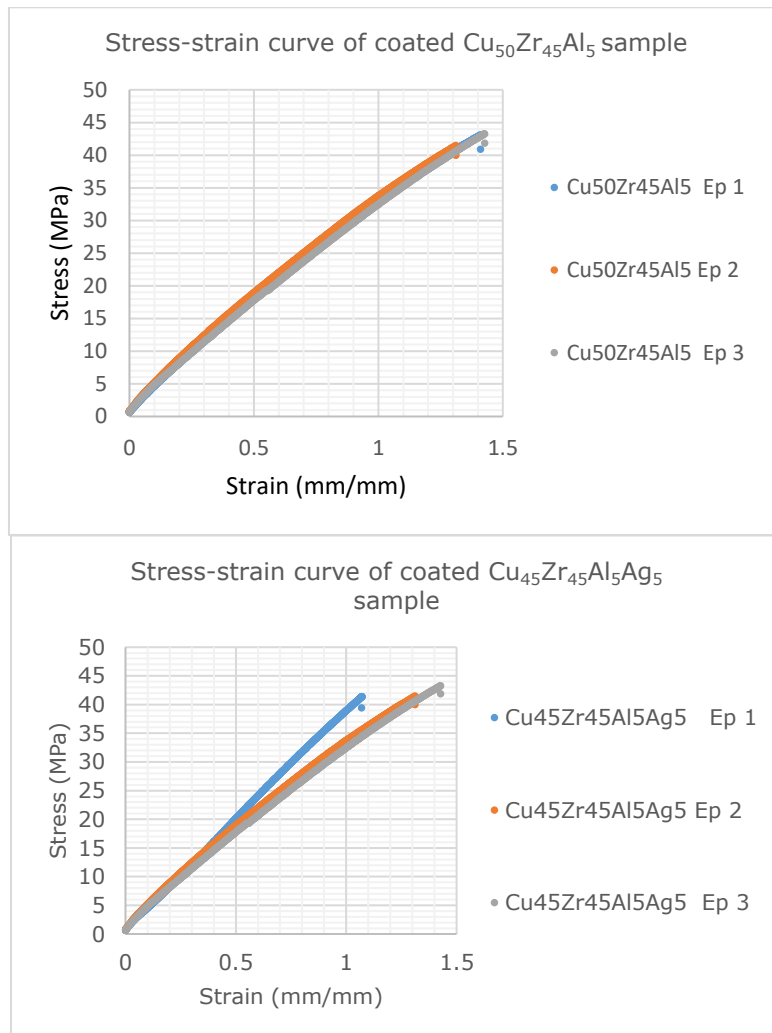 Stress-strain curve of coated Cu₅₀Zr₄₅Al₅ sample
50
45
40
35
30
25
20
15
10
5
0
Stress (MPa)
0 0.5 1 1.5
Strain (mm/mm)
Cu50Zr45Al5 Ep 1
Cu50Zr45Al5 Ep 2
Cu50Zr45Al5 Ep 3
Stress-strain curve of coated Cu₄₅Zr₄₅Al₅Ag₅
sample
50
45
40
35
30
25
20
15
10
5
0
Stress (MPa)
0 0.5 1 1.5
Strain (mm/mm)
Cu45Zr45Al5Ag5 Ep 1
Cu45Zr45Al5Ag5 Ep 2
Cu45Zr45Al5Ag5 Ep 3